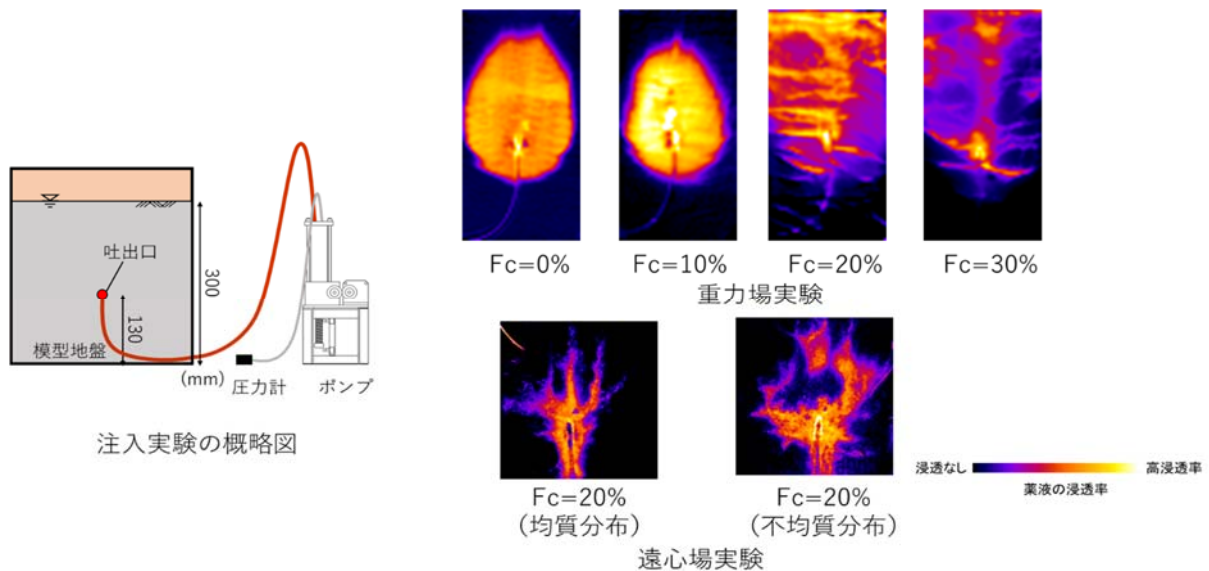 吐出口
300
130
模型地盤
(mm)
圧力計
ポンプ
注入実験の概略図
Fc=0%
Fc=10%
Fc=20%
Fc=30%
重力場実験
Fc=20%
(均質分布)
Fc=20%
(不均質分布)
遠心場実験
浸透なし
高浸透率
薬液の浸透率